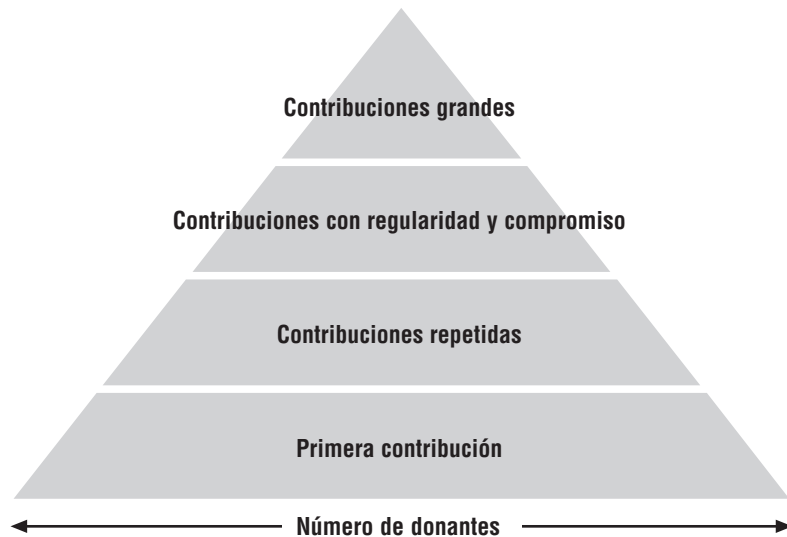 Contribuciones grandes
Contribuciones con regularidad y compromiso
Contribuciones repetidas
Primera contribución
Número de donantes